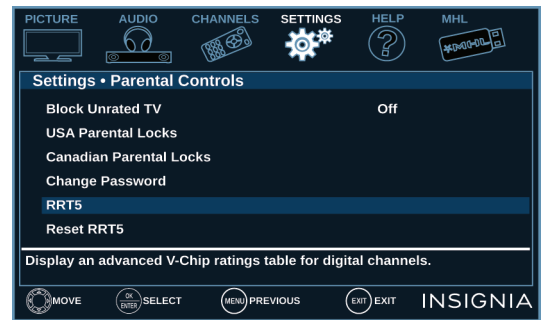 PICTURE AUDIO CHANNELS SETTINGS HELP MHL
MHL
Settings • Parental Controls
Block Unrated TV Off
USA Parental Locks
Canadian Parental Locks
Change Password
RRT5
Reset RRT5
Display an advanced V-Chip ratings table for digital channels.
MOVE OK ENTER SELECT MENU PREVIOUS EXIT EXIT INSIGNIA